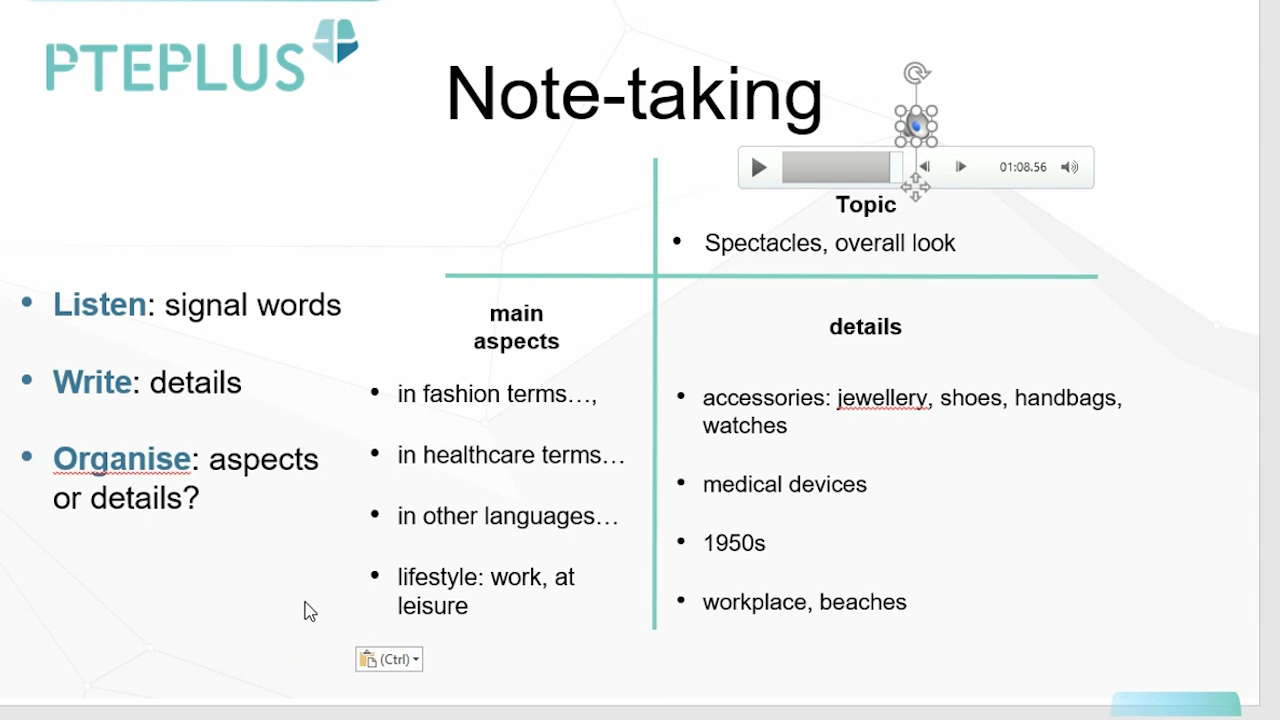 PTEPLUS
Note-taking
01:08.56
Topic
• Spectacles, overall look
• Listen: signal words
• Write: details
• Organise: aspects
or details?
main
aspects
• in fashion terms…,
• in healthcare terms…
• in other languages…
• lifestyle: work, at
leisure
details
• accessories: jewellery, shoes, handbags,
watches
• medical devices
• 1950s
• workplace, beaches
(Ctrl)